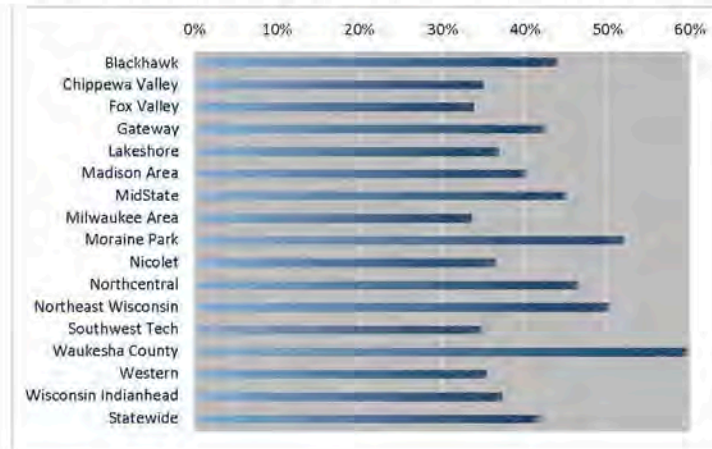 0% 10% 20% 30% 40% 50% 60%
Blackhawk
Chippewa Valley
Fox Valley
Gateway
Lakeshore
Madison Area
MidState
Milwaukee Area
Moraine Park
Nicolet
Northcentral
Northeast Wisconsin
Southwest Tech
Waukesha County
Western
Wisconsin Indianhead
Statewide